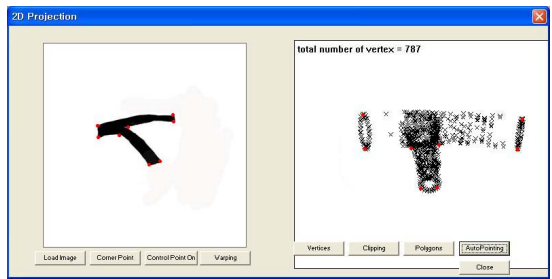 2D Projection
total number of vertex = 787
Load Image Corner Point Control Point On Warping
Vertices Clipping Polygons AutoPointing
Close